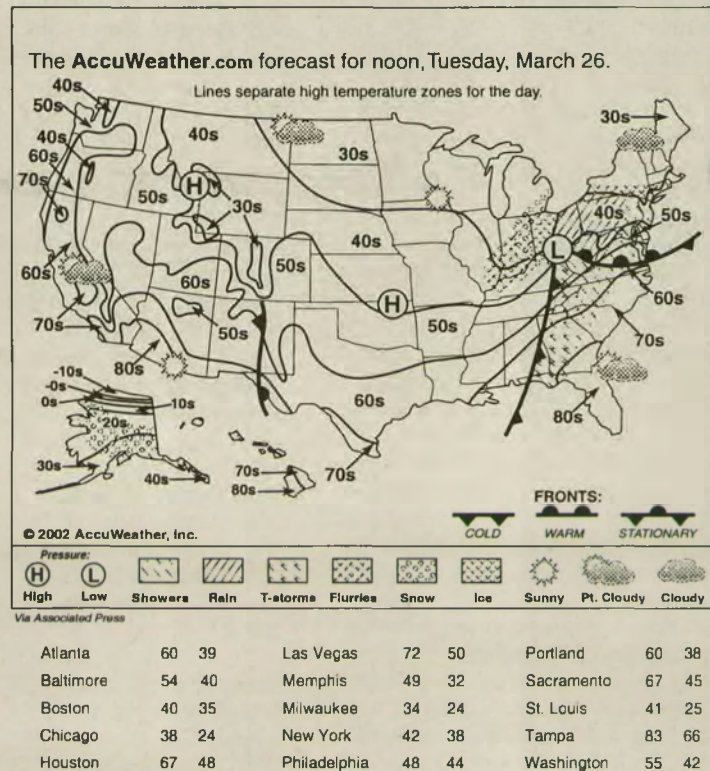 The AccuWeather.com forecast for noon, Tuesday, March 26.
Lines separate high temperature zones for the day.
40s
50s
40s
60s
70s
60s
70s
50s
40s
30s
30s
H
30s
40s
50s
60s
50s
80s
H
50s
60s
70s
40s
50s
L
60s
70s
80s
-10s
-0s
0s
10s
20s
30s
40s
70s
80s
FRONTS:
COLD WARM STATIONARY
© 2002 AccuWeather, Inc.
Pressure:
H L
High Low Showers Rain T-storms Flurries Snow Ice Sunny Pt. Cloudy Cloudy
Via Associated Press
Atlanta 60 39 Las Vegas 72 50 Portland 60 38
Baltimore 54 40 Memphis 49 32 Sacramento 67 45
Boston 40 35 Milwaukee 34 24 St. Louis 41 25
Chicago 38 24 New York 42 38 Tampa 83 66
Houston 67 48 Philadelphia 48 44 Washington 55 42